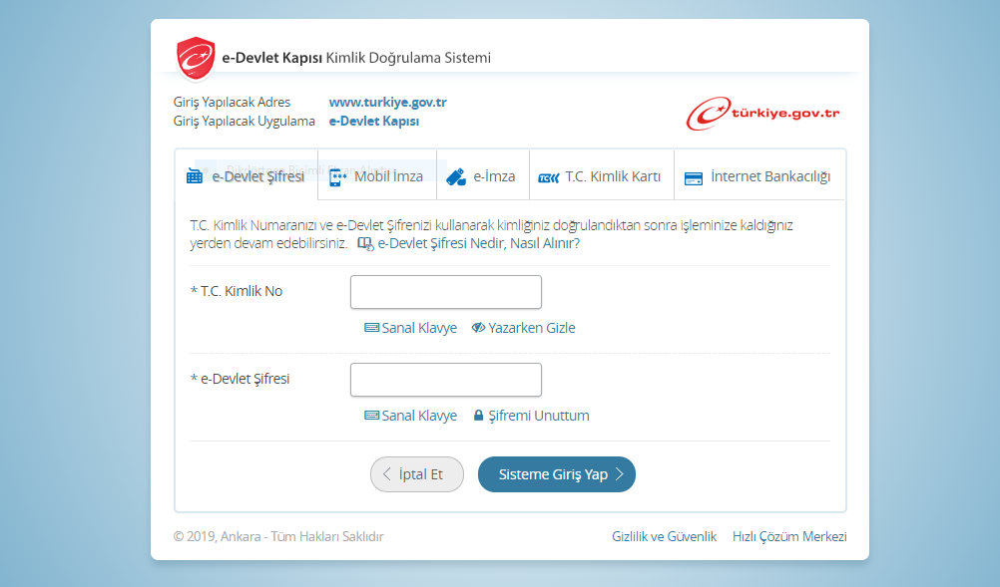 e-Devlet Kapısı Kimlik Doğrulama Sistemi
Giriş Yapılacak Adres www.turkiye.gov.tr
Giriş Yapılacak Uygulama e-Devlet Kapısı
türkiye.gov.tr
e-Devlet Şifresi Mobil İmza e-İmza T.C. Kimlik Kartı İnternet Bankacılığı
T.C. Kimlik Numaranızı ve e-Devlet Şifrenizi kullanarak kimliğiniz doğrulandıktan sonra işleminize kaldığınız
yerden devam edebilirsiniz. e-Devlet Şifresi Nedir, Nasıl Alınır?
* T.C. Kimlik No
Sanal Klavye Yazarken Gizle
* e-Devlet Şifresi
Sanal Klavye Şifremi Unuttum
İptal Et Sisteme Giriş Yap
© 2019, Ankara - Tüm Hakları Saklıdır Gizlilik ve Güvenlik Hızlı Çözüm Merkezi